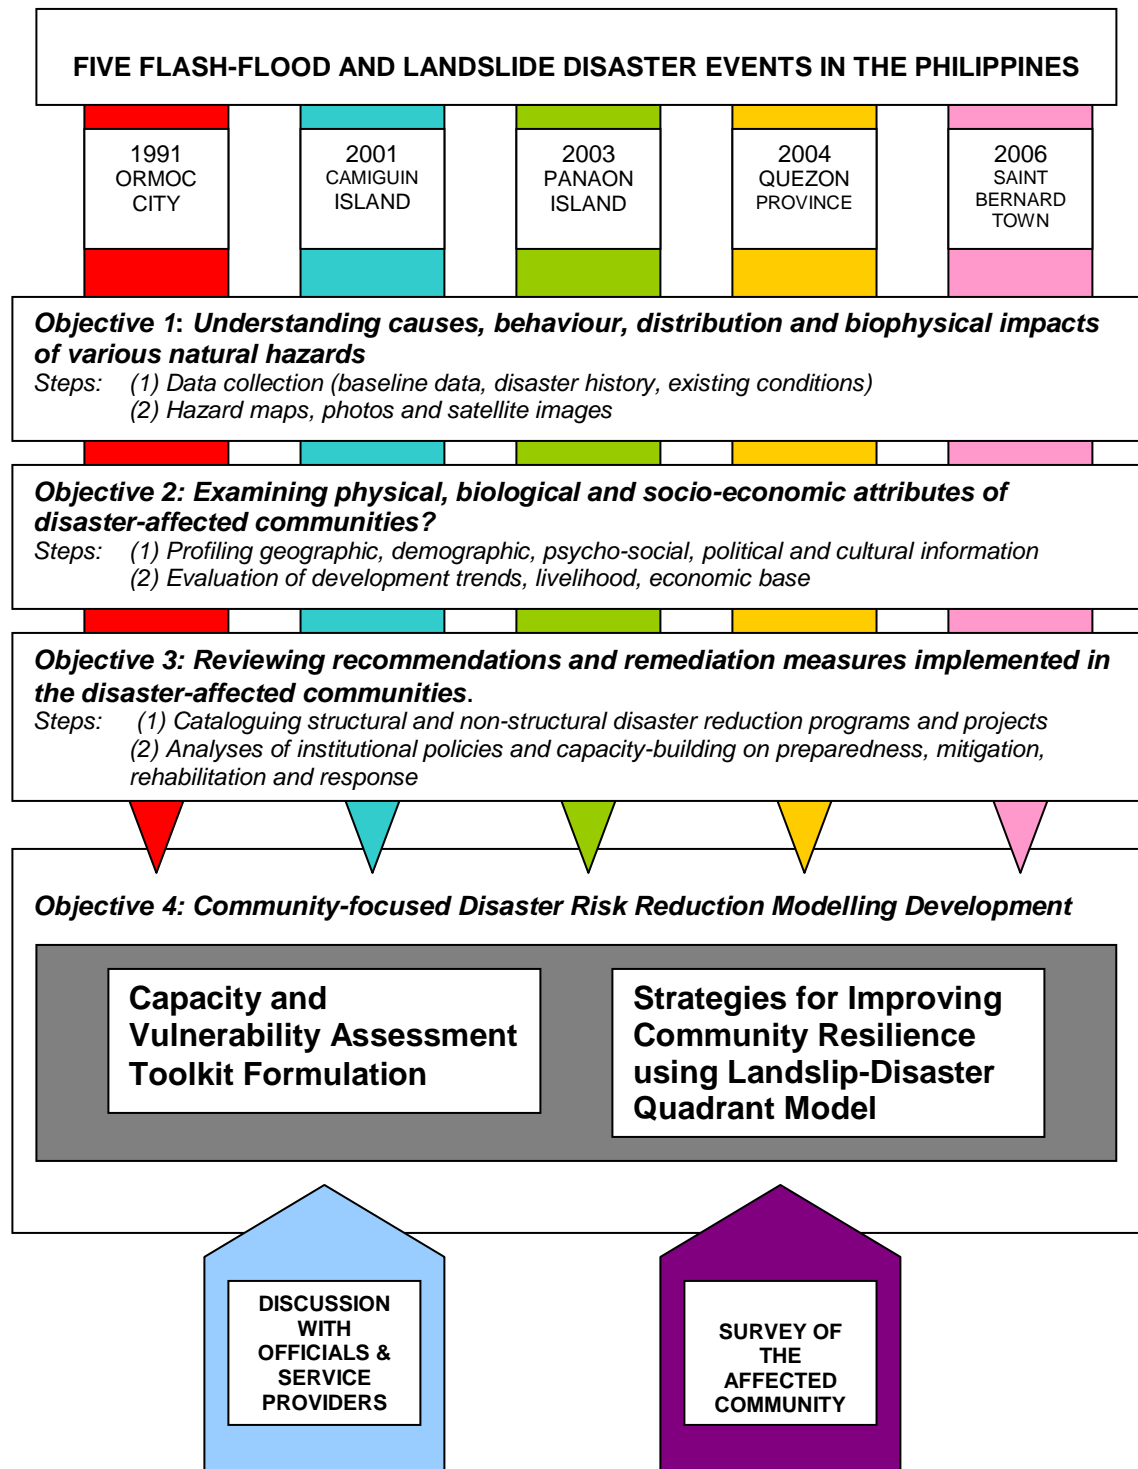 FIVE FLASH-FLOOD AND LANDSLIDE DISASTER EVENTS IN THE PHILIPPINES
1991
ORMOC
CITY
2001
CAMIGUIN
ISLAND
2003
PANAON
ISLAND
2004
QUEZON
PROVINCE
2006
SAINT
BERNARD
TOWN
Objective 1: Understanding causes, behaviour, distribution and biophysical impacts
of various natural hazards
Steps: (1) Data collection (baseline data, disaster history, existing conditions)
(2) Hazard maps, photos and satellite images
Objective 2: Examining physical, biological and socio-economic attributes of
disaster-affected communities?
Steps: (1) Profiling geographic, demographic, psycho-social, political and cultural information
(2) Evaluation of development trends, livelihood, economic base
Objective 3: Reviewing recommendations and remediation measures implemented in
the disaster-affected communities.
Steps: (1) Cataloguing structural and non-structural disaster reduction programs and projects
(2) Analyses of institutional policies and capacity-building on preparedness, mitigation,
rehabilitation and response
Objective 4: Community-focused Disaster Risk Reduction Modelling Development
Capacity and
Vulnerability Assessment
Toolkit Formulation
Strategies for Improving
Community Resilience
using Landslip-Disaster
Quadrant Model
DISCUSSION
WITH
OFFICIALS &
SERVICE
PROVIDERS
SURVEY OF
THE
AFFECTED
COMMUNITY